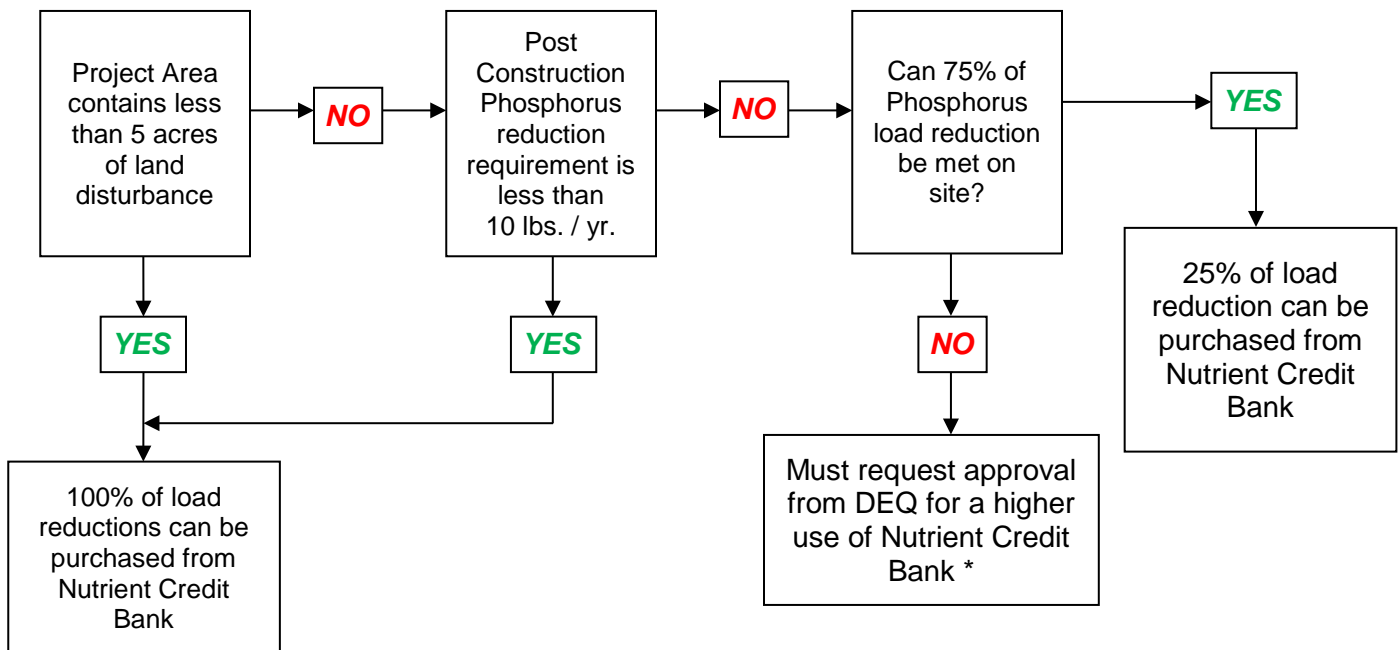 Project Area
contains less
than 5 acres
of land
disturbance
NO
Post
Construction
Phosphorus
reduction
requirement is
less than
10 lbs. / yr.
NO
Can 75% of
Phosphorus
load reduction
be met on
site?
YES
YES
YES
NO
25% of load
reduction can be
purchased from
Nutrient Credit
Bank
100% of load
reductions can be
purchased from
Nutrient Credit
Bank
Must request approval
from DEQ for a higher
use of Nutrient Credit
Bank *